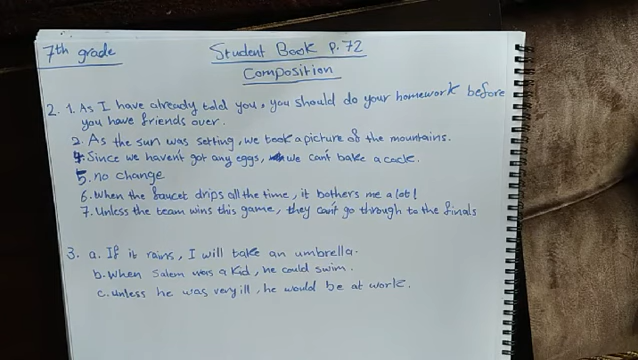 7th grade
Student Book p.72
Composition
2. 1. As I have already told you, you should do your homework before
you have friends over.
2. As the sun was setting, we took a picture of the mountains.
4. Since we haven't got any eggs, we can't bake a cack.
5. no change
6. When the faucet drips all the time, it bothers me a lot!
7. Unless the team wins this game, they can't go through to the finals
3. a. If it rains, I will take an umbrella.
b. When Salem was a kid, he could swim.
c. unless he was very ill, he would be at work.